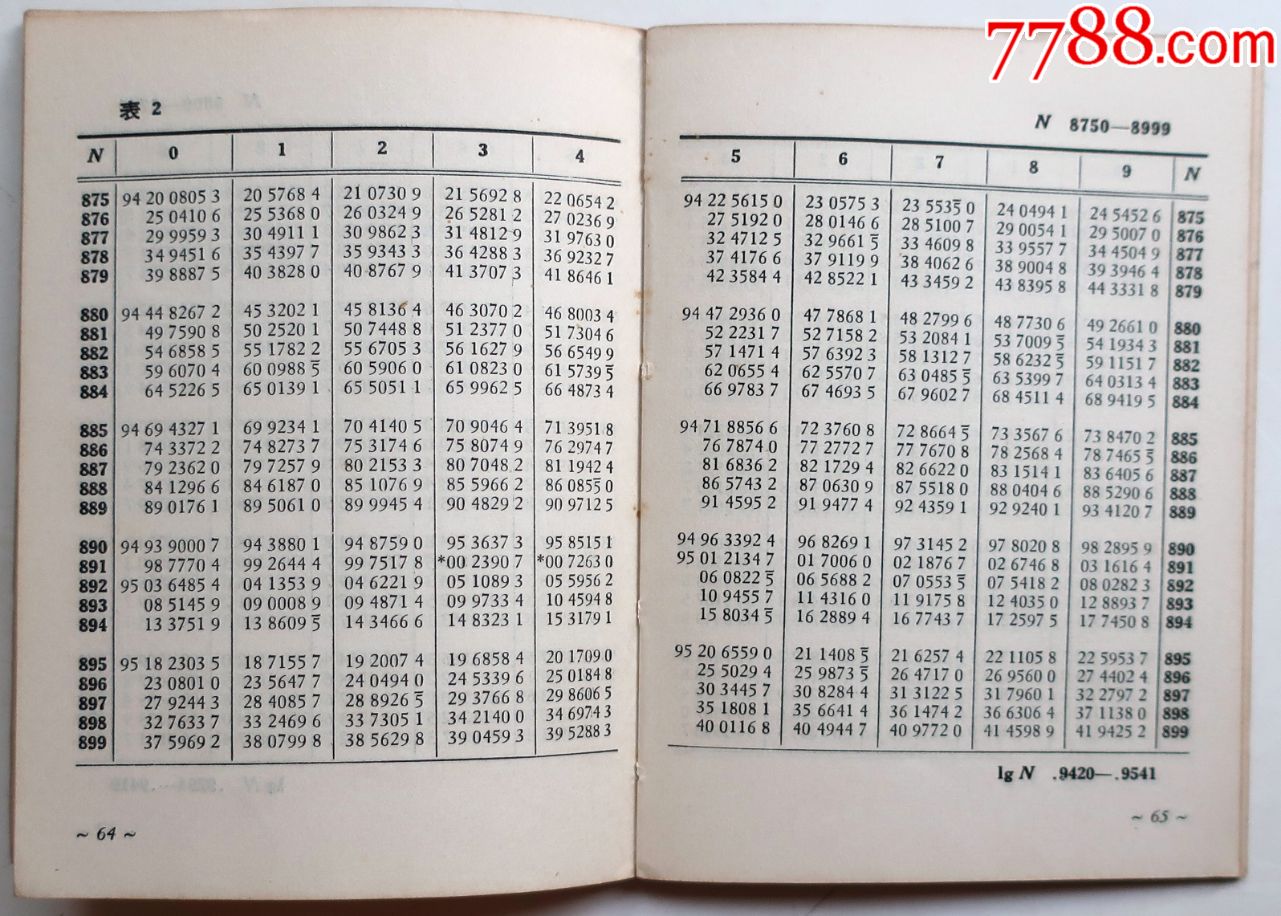 7788.com
表 2
N 0 1 2 3 4
875 94 20 0805 3 20 5768 4 21 0730 9 21 5692 8 22 0654 2
876 25 0410 6 25 5368 0 26 0324 9 26 5281 2 27 0236 9
877 29 9959 3 30 4911 1 30 9862 3 31 4812 9 31 9763 0
878 34 9451 6 35 4397 7 35 9343 3 36 4288 3 36 9232 7
879 39 8887 5 40 3828 0 40 8767 9 41 3707 3 41 8646 1
880 94 44 8267 2 45 3202 1 45 8136 4 46 3070 2 46 8003 4
881 49 7590 8 50 2520 1 50 7448 8 51 2377 0 51 7304 6
882 54 6858 5 55 1782 2 55 6705 3 56 1627 9 56 6549 9
883 59 6070 4 60 0988 5̅ 60 5906 0 61 0823 0 61 5739 5̅
884 64 5226 5 65 0139 1 65 5051 1 65 9962 5 66 4873 4
885 94 69 4327 1 69 9234 1 70 4140 5 70 9046 4 71 3951 8
886 74 3372 2 74 8273 7 75 3174 6 75 8074 9 76 2974 7
887 79 2362 0 79 7257 9 80 2153 3 80 7048 2 81 1942 4
888 84 1296 6 84 6187 0 85 1076 9 85 5966 2 86 0855̅ 0
889 89 0176 1 89 5061 0 89 9945 4 90 4829 2 90 9712 5
890 94 93 9000 7 94 3880 1 94 8759 0 95 3637 3 95 8515 1
891 98 7770 4 99 2644 4 99 7517 8 *00 2390 7 *00 7263 0
892 95 03 6485 4 04 1353 9 04 6221 9 05 1089 3 05 5956 2
893 08 5145 9 09 0008 9 09 4871 4 09 9733 4 10 4594 8
894 13 3751 9 13 8609 5̅ 14 3466 6 14 8323 1 15 3179 1
895 95 18 2303 5 18 7155 7 19 2007 4 19 6858 4 20 1709 0
896 23 0801 0 23 5647 7 24 0494 0 24 5339 6 25 0184 8
897 27 9244 3 28 4085 7 28 8926 5̅ 29 3766 8 29 8606 5
898 32 7633 7 33 2469 6 33 7305 1 34 2140 0 34 6974 3
899 37 5969 2 38 0799 8 38 5629 8 39 0459 3 39 5288 3
~ 64 ~
N 8750—8999
5 6 7 8 9 N
94 22 5615 0 23 0575 3 23 5535̅ 0 24 0494 1 24 5452 6 875
27 5192 0 28 0146 6 28 5100 7 29 0054 1 29 5007 0 876
32 4712 5 32 9661 5̅ 33 4609 8 33 9557 7 34 4504 9 877
37 4176 6 37 9119 9 38 4062 6 38 9004 8 39 3946 4 878
42 3584 4 42 8522 1 43 3459 2 43 8395 8 44 3331 8 879
94 47 2936 0 47 7868 1 48 2799 6 48 7730 6 49 2661 0 880
52 2231 7 52 7158 2 53 2084 1 53 7009 5̅ 54 1934 3 881
57 1471 4 57 6392 3 58 1312 7 58 6232 5̅ 59 1151 7 882
62 0655 4 62 5570 7 63 0485 5̅ 63 5399 7 64 0313 4 883
66 9783 7 67 4693 5 67 9602 7 68 4511 4 68 9419 5 884
94 71 8856 6 72 3760 8 72 8664 5̅ 73 3567 6 73 8470 2 885
76 7874 0 77 2772 7 77 7670 8 78 2568 4 78 7465 5̅ 886
81 6836 2 82 1729 4 82 6622 0 83 1514 1 83 6405 6 887
86 5743 2 87 0630 9 87 5518 0 88 0404 6 88 5290 6 888
91 4595 2 91 9477 4 92 4359 1 92 9240 1 93 4120 7 889
94 96 3392 4 96 8269 1 97 3145 2 97 8020 8 98 2895 9 890
95 01 2134 7 01 7006 0 02 1876 7 02 6746 8 03 1616 4 891
06 0822 5̅ 06 5688 2 07 0553 5̅ 07 5418 2 08 0282 3 892
10 9455 7 11 4316 0 11 9175 8 12 4035 0 12 8893 7 893
15 8034 5̅ 16 2889 4 16 7743 7 17 2597 5 17 7450 8 894
95 20 6559 0 21 1408 5̅ 21 6257 4 22 1105 8 22 5953 7 895
25 5029 4 25 9873 5̅ 26 4717 0 26 9560 0 27 4402 4 896
30 3445 7 30 8284 4 31 3122 5 31 7960 1 32 2797 2 897
35 1808 1 35 6641 4 36 1474 2 36 6306 4 37 1138 0 898
40 0116 8 40 4944 7 40 9772 0 41 4598 9 41 9425 2 899
lg N .9420—.9541
~ 65 ~